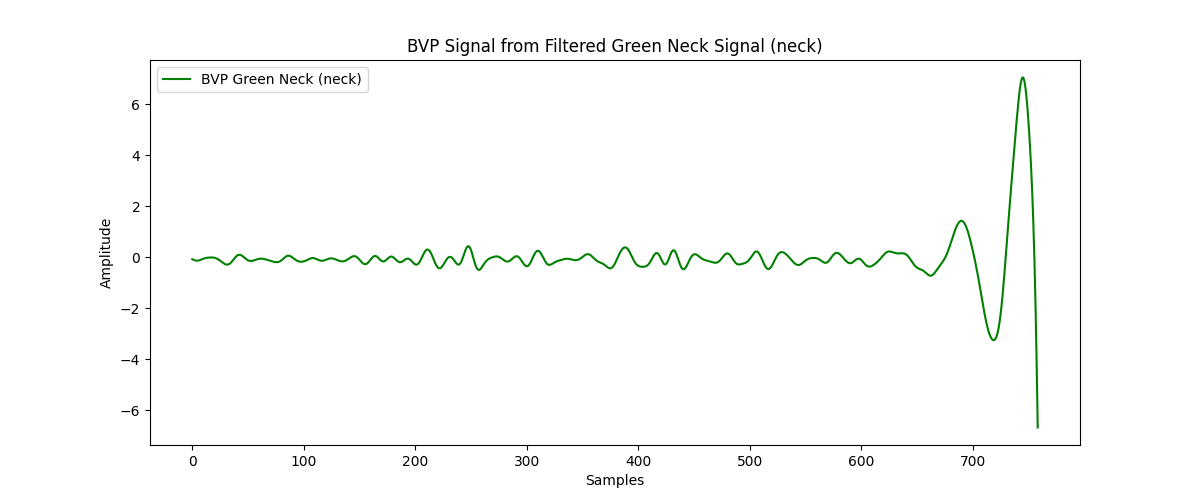 BVP Signal from Filtered Green Neck Signal (neck)
BVP Green Neck (neck)
Amplitude
6
4
2
0
−2
−4
−6
0 100 200 300 400 500 600 700
Samples